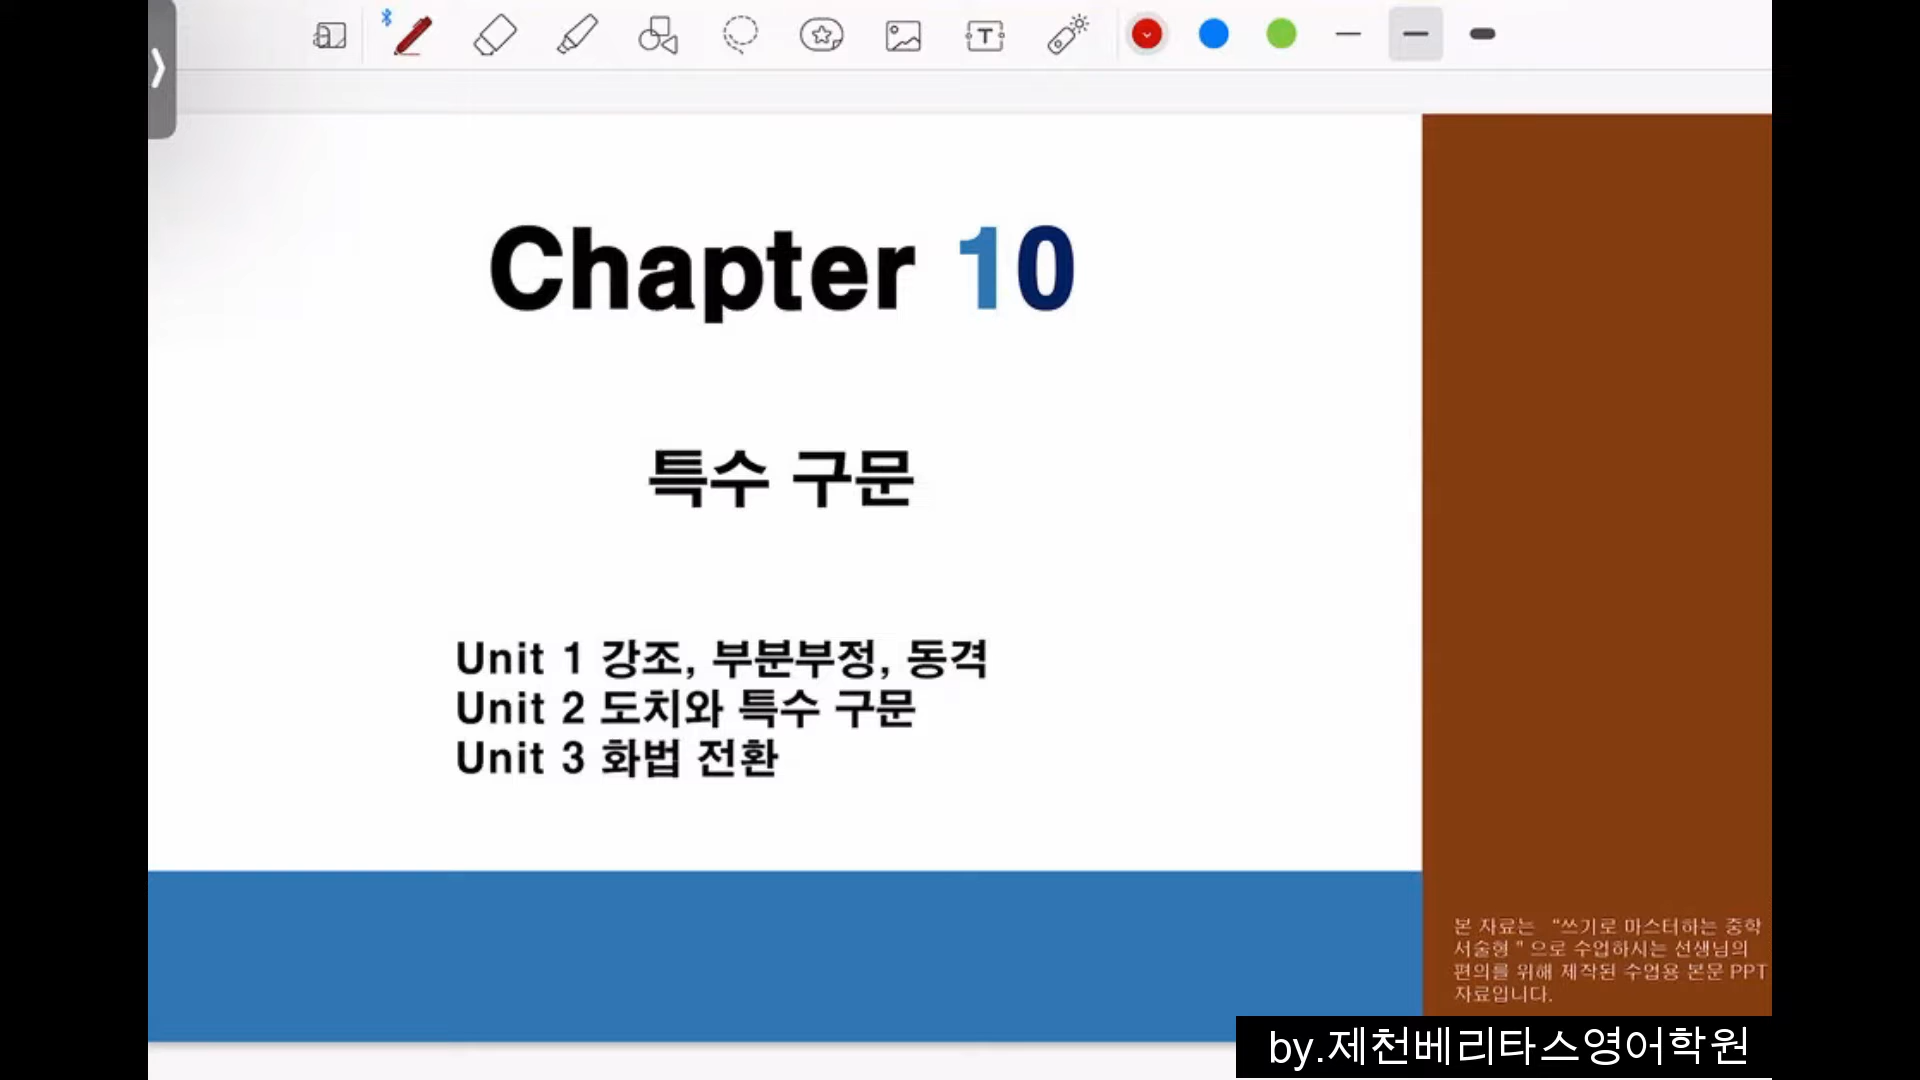 Chapter 10
특수 구문
Unit 1 강조, 부분부정, 동격
Unit 2 도치와 특수 구문
Unit 3 화법 전환
본 자료는 "쓰기로 마스터하는 중학
서술형" 으로 수업하시는 선생님의
편의를 위해 제작된 수업용 본문 PPT
자료입니다.
by.제천베리타스영어학원